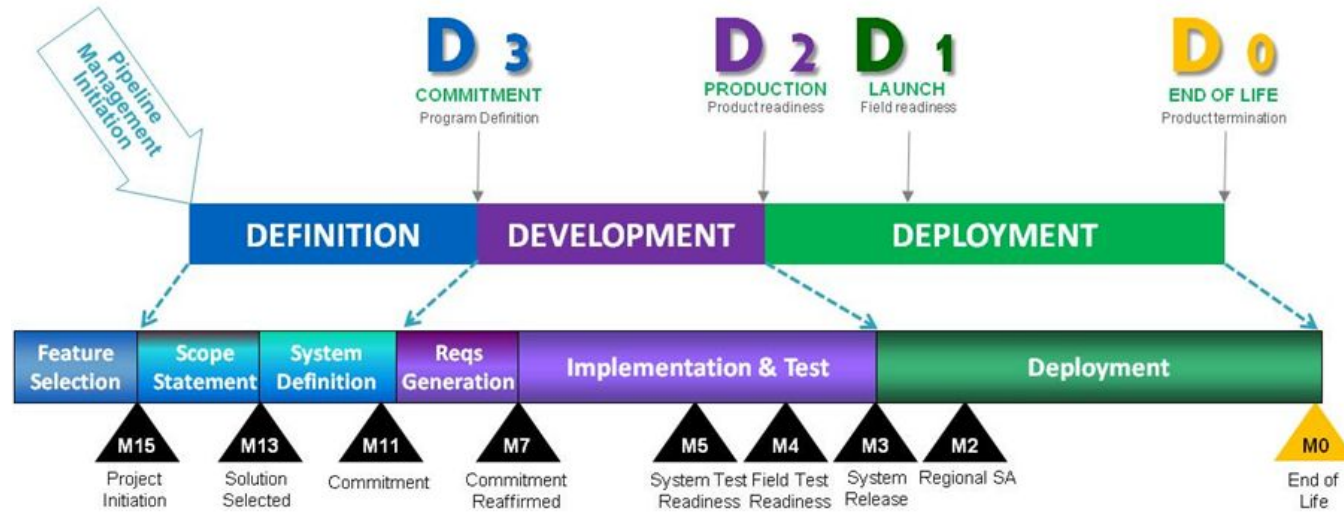 Pipeline
Management
Initiation
D 3
COMMITMENT
Program Definition
D 2
PRODUCTION
Product readiness
D 1
LAUNCH
Field readiness
D 0
END OF LIFE
Product termination
DEFINITION
DEVELOPMENT
DEPLOYMENT
Feature
Selection
Scope
Statement
System
Definition
Reqs
Generation
Implementation & Test
Deployment
M15
Project
Initiation
M13
Solution
Selected
M11
Commitment
M7
Commitment
Reaffirmed
M5
System Test
Readiness
M4
Field Test
Readiness
M3
System
Release
M2
Regional SA
M0
End of
Life